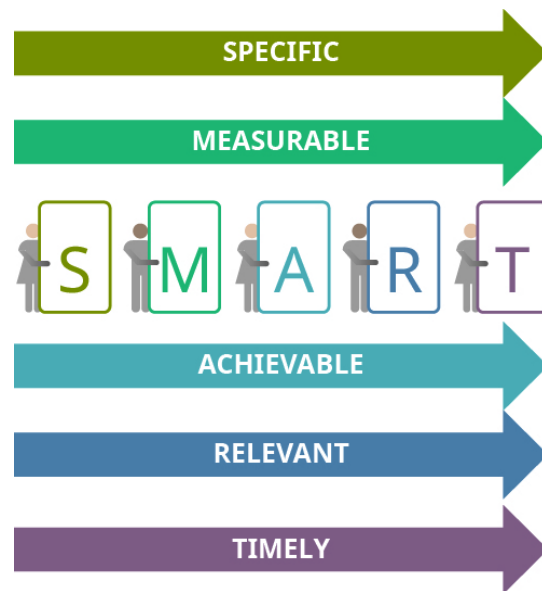 SPECIFIC
MEASURABLE
S M A R T
ACHIEVABLE
RELEVANT
TIMELY